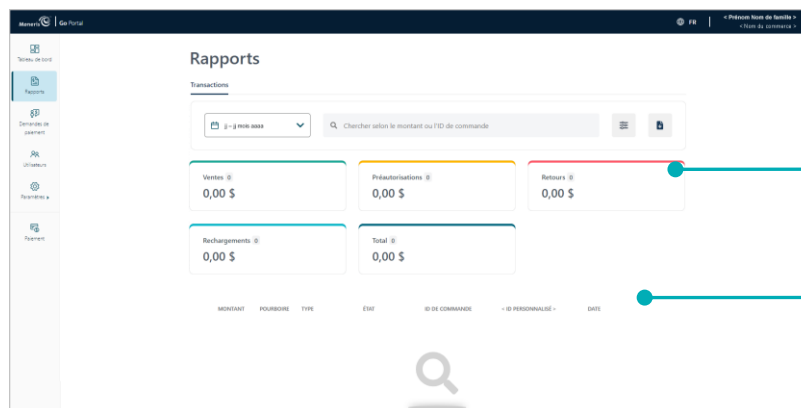 Moneris Go Portal
FR
< Prénom Nom de famille >
< Nom du commerce >
Tableau de bord
Rapports
Demandes de
paiement
Utilisateurs
Paramètres
Paiement
Rapports
Transactions
jj – jj mois aaaa
Chercher selon le montant ou l'ID de commande
Ventes 0
0,00 $
Préautorisations 0
0,00 $
Retours 0
0,00 $
Rechargements 0
0,00 $
Total 0
0,00 $
MONTANT POURBOIRE TYPE ÉTAT ID DE COMMANDE < ID PERSONNALISÉ > DATE